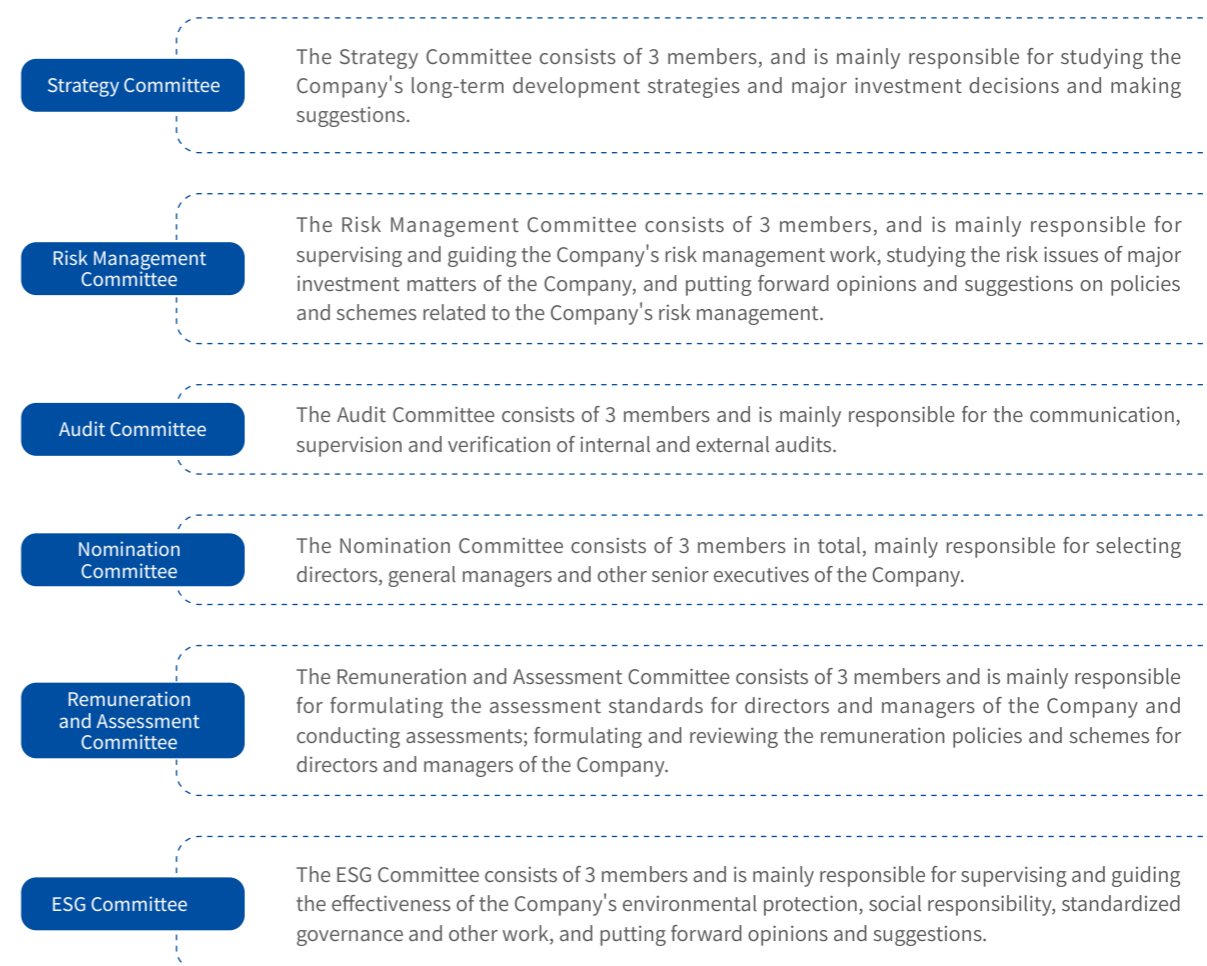 Strategy Committee
The Strategy Committee consists of 3 members, and is mainly responsible for studying the
Company's long-term development strategies and major investment decisions and making
suggestions.
Risk Management
Committee
The Risk Management Committee consists of 3 members, and is mainly responsible for
supervising and guiding the Company's risk management work, studying the risk issues of major
investment matters of the Company, and putting forward opinions and suggestions on policies
and schemes related to the Company's risk management.
Audit Committee
The Audit Committee consists of 3 members and is mainly responsible for the communication,
supervision and verification of internal and external audits.
Nomination
Committee
The Nomination Committee consists of 3 members in total, mainly responsible for selecting
directors, general managers and other senior executives of the Company.
Remuneration
and Assessment
Committee
The Remuneration and Assessment Committee consists of 3 members and is mainly responsible
for formulating the assessment standards for directors and managers of the Company and
conducting assessments; formulating and reviewing the remuneration policies and schemes for
directors and managers of the Company.
ESG Committee
The ESG Committee consists of 3 members and is mainly responsible for supervising and guiding
the effectiveness of the Company's environmental protection, social responsibility, standardized
governance and other work, and putting forward opinions and suggestions.